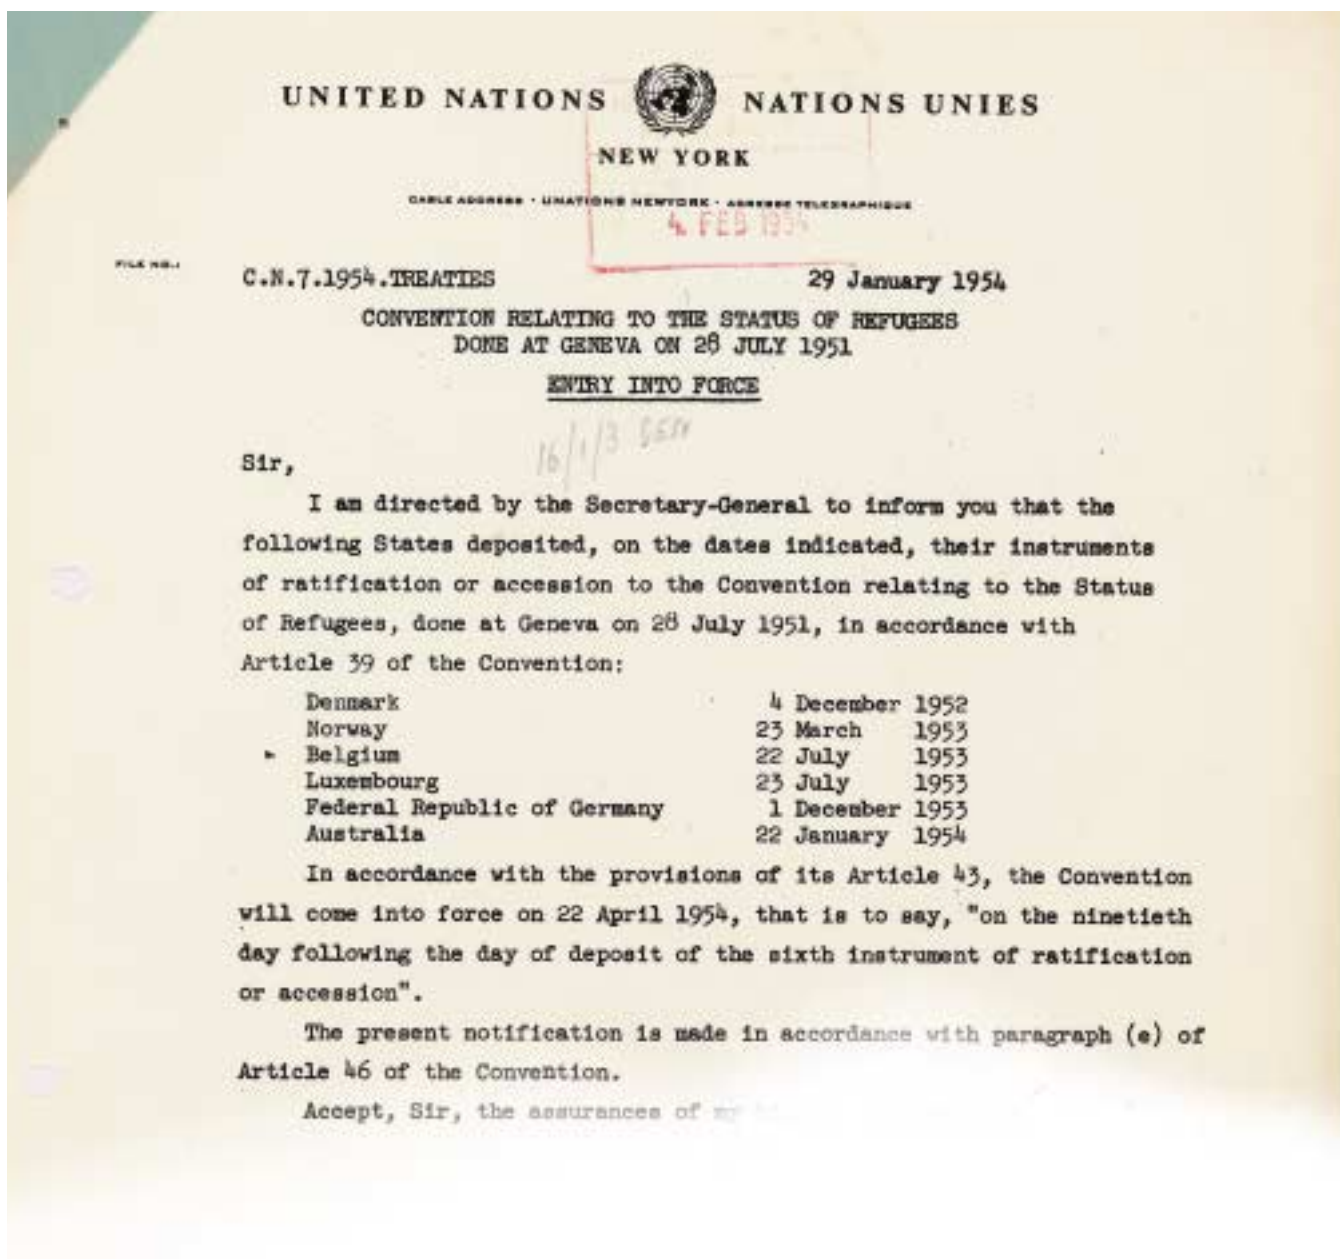 UNITED NATIONS NATIONS UNIES
NEW YORK
CABLE ADDRESS · UNATIONS NEWYORK · ADRESSE TELEGRAPHIQUE
4 FEB 1954
FILE NO.:
C.N.7.1954.TREATIES 29 January 1954
CONVENTION RELATING TO THE STATUS OF REFUGEES
DONE AT GENEVA ON 28 JULY 1951
ENTRY INTO FORCE
16/1/3
Sir,
I am directed by the Secretary-General to inform you that the
following States deposited, on the dates indicated, their instruments
of ratification or accession to the Convention relating to the Status
of Refugees, done at Geneva on 28 July 1951, in accordance with
Article 39 of the Convention:
Denmark 4 December 1952
Norway 23 March 1953
Belgium 22 July 1953
Luxembourg 23 July 1953
Federal Republic of Germany 1 December 1953
Australia 22 January 1954
In accordance with the provisions of its Article 43, the Convention
will come into force on 22 April 1954, that is to say, "on the ninetieth
day following the day of deposit of the sixth instrument of ratification
or accession".
The present notification is made in accordance with paragraph (e) of
Article 46 of the Convention.
Accept, Sir, the assurances of my